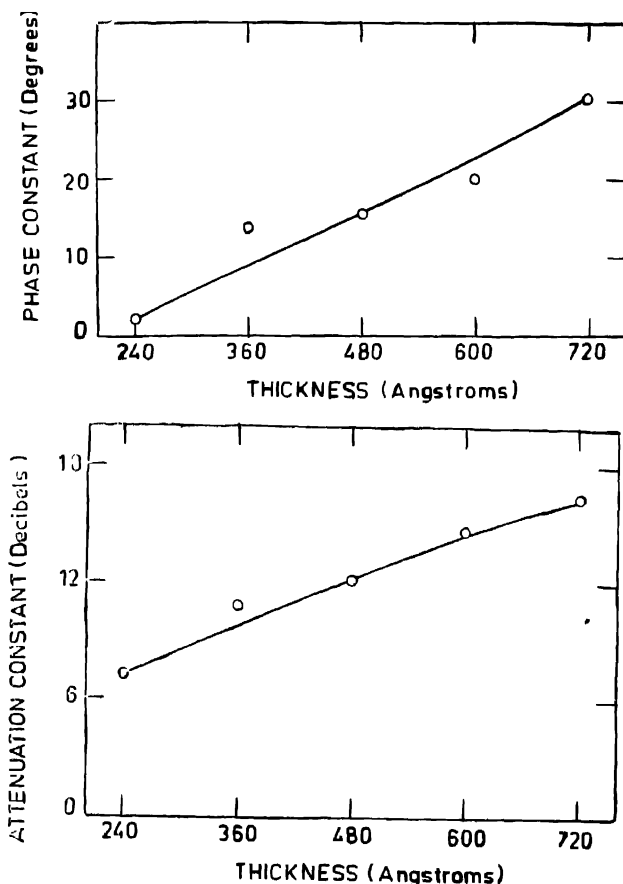 PHASE CONSTANT (Degrees)
30
20
10
0
240 360 480 600 720
THICKNESS (Angstroms)
ATTENUATION CONSTANT (Decibels)
18
12
6
0
240 360 480 600 720
THICKNESS (Angstroms)